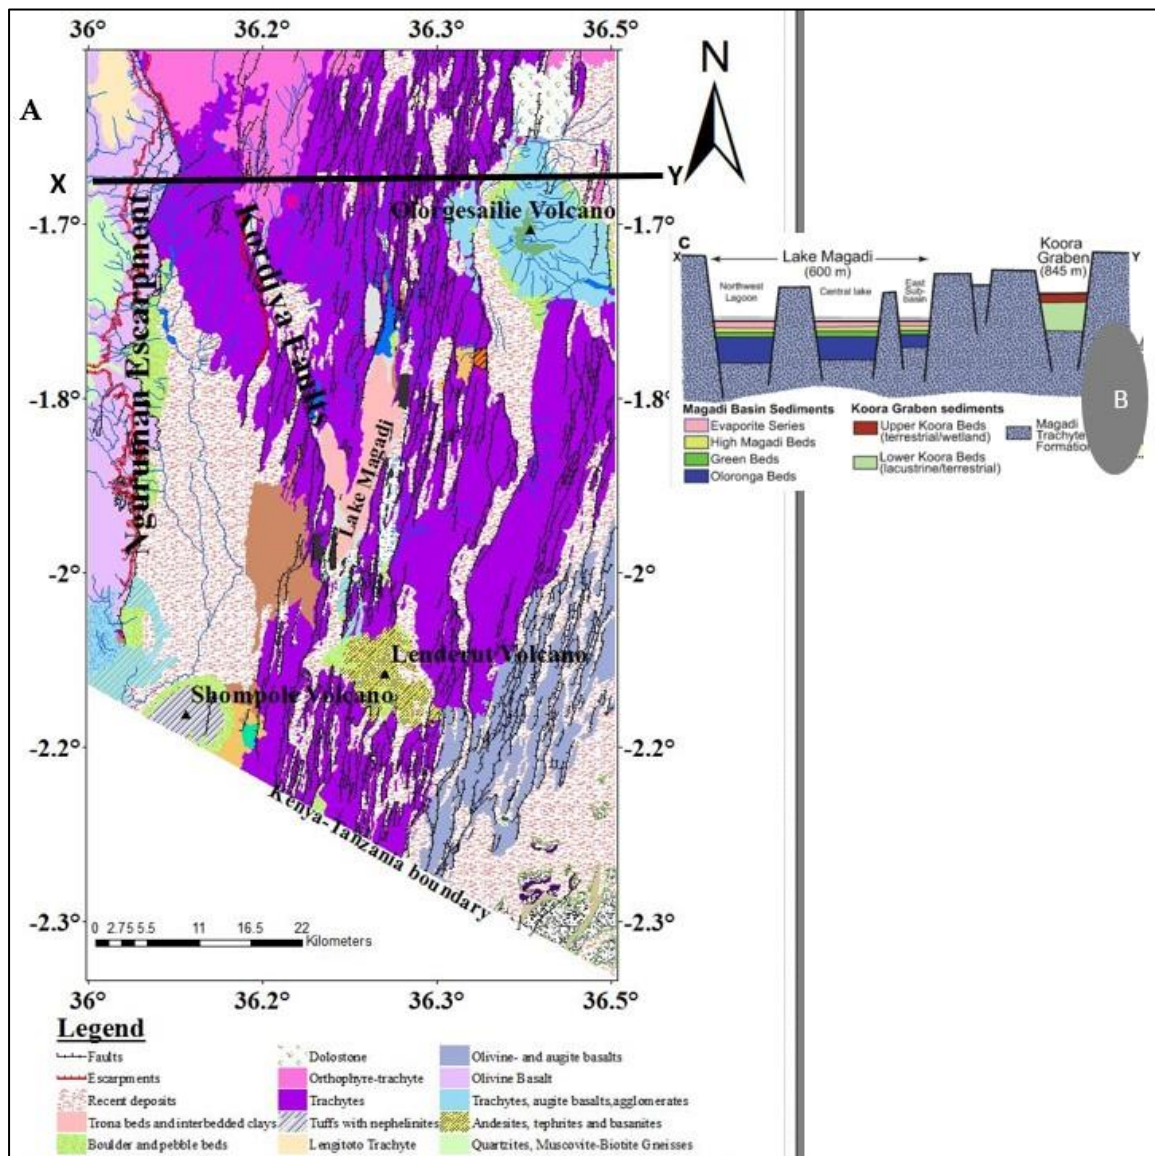 36°
36.2°
36.3°
36.5°
N
A
X
Y
-1.7°
-1.7°
Olorgesailie Volcano
Nguruman Escarpment
Kordiya Faults
C
X
Lake Magadi
(600 m)
Koora
Graben
(845 m)
Y
Northwest
Lagoon
Central lake
East
Sub-
basin
B
-1.8°
-1.8°
Magadi Basin Sediments
Evaporite Series
High Magadi Beds
Green Beds
Oloronga Beds
Koora Graben sediments
Upper Koora Beds
(terrestrial/wetland)
Lower Koora Beds
(lacustrine/terrestrial)
Magadi
Trachyte
Formation
Lake Magadi
-2°
-2°
Lenderut Volcano
Shompole Volcano
-2.2°
-2.2°
Kenya-Tanzania boundary
-2.3°
-2.3°
0 2.75 5.5 11 16.5 22
Kilometers
36°
36.2°
36.3°
36.5°
Legend
Faults
Escarpments
Recent deposits
Trona beds and interbedded clays
Boulder and pebble beds
Dolostone
Orthophyre-trachyte
Trachytes
Tuffs with nephelinites
Lengitoto Trachyte
Olivine- and augite basalts
Olivine Basalt
Trachytes, augite basalts,agglomerates
Andesites, tephrites and basanites
Quartzites, Muscovite-Biotite Gneisses